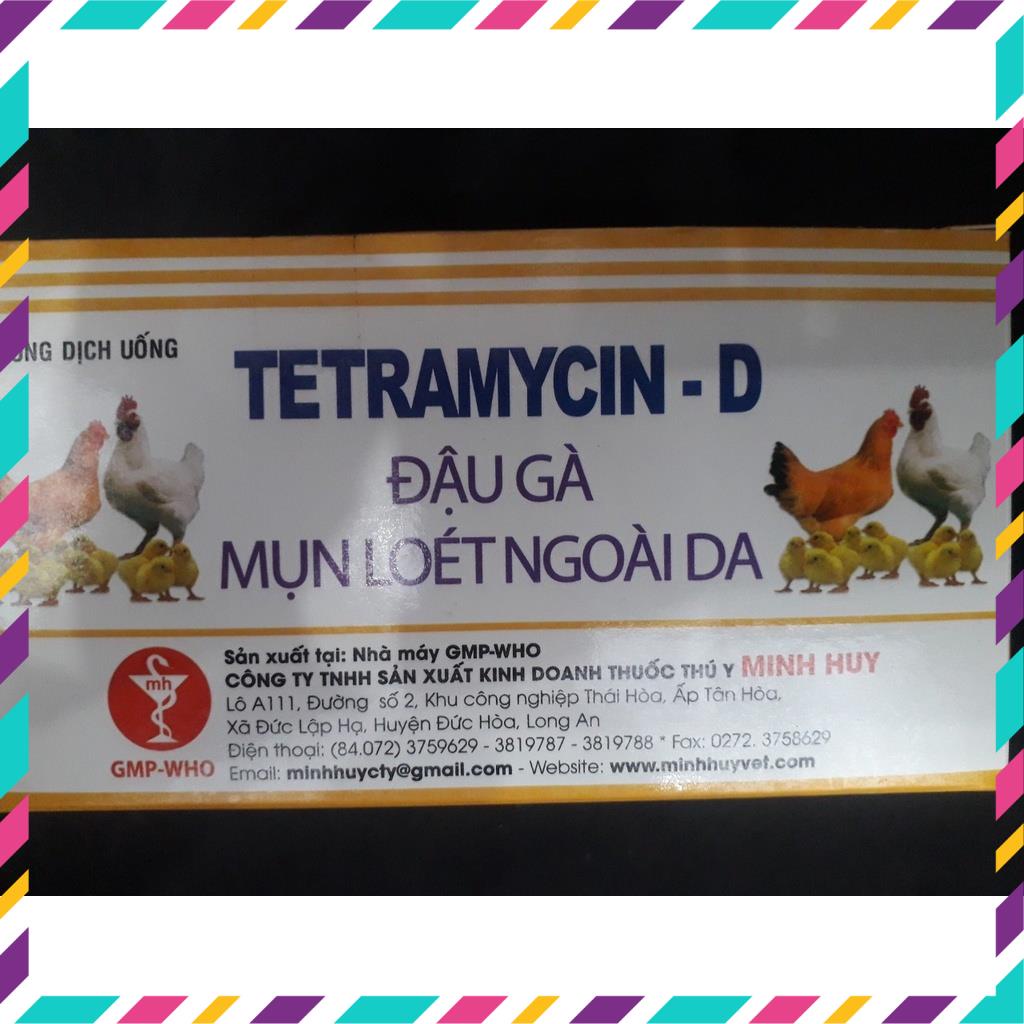 DỊCH UỐNG
TETRAMYCIN - D
ĐẬU GÀ
MỤN LOÉT NGOÀI DA
mh
GMP-WHO
Sản xuất tại: Nhà máy GMP-WHO
CÔNG TY TNHH SẢN XUẤT KINH DOANH THUỐC THÚ Y MINH HUY
Lô A111, Đường số 2, Khu công nghiệp Thái Hòa, Ấp Tân Hòa,
Xã Đức Lập Hạ, Huyện Đức Hòa, Long An
Điện thoại: (84.072) 3759629 - 3819787 - 3819788 * Fax: 0272. 3758629
Email: minhhuycty@gmail.com - Website: www.minhhuyvet.com